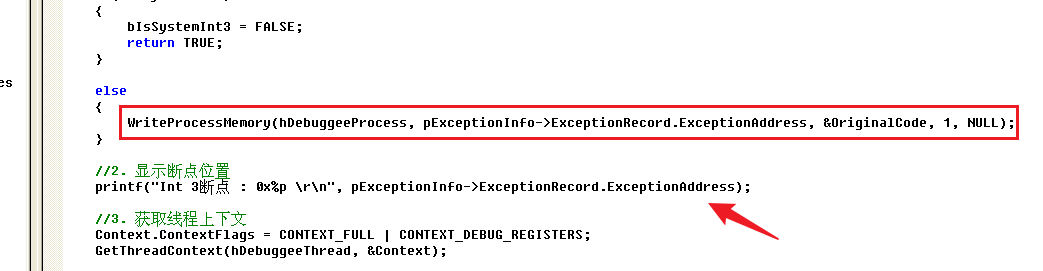 {
bIsSystemInt3 = FALSE;
return TRUE;
}
es
else
{
WriteProcessMemory(hDebuggeeProcess, pExceptionInfo->ExceptionRecord.ExceptionAddress, &OriginalCode, 1, NULL);
}
//2. 显示断点位置
printf("Int 3断点 : 0x%p \r\n", pExceptionInfo->ExceptionRecord.ExceptionAddress);
//3. 获取线程上下文
Context.ContextFlags = CONTEXT_FULL | CONTEXT_DEBUG_REGISTERS;
GetThreadContext(hDebuggeeThread, &Context);